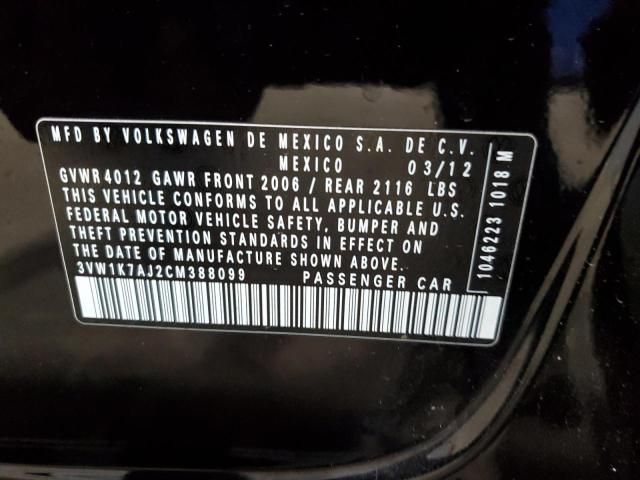 MFD BY VOLKSWAGEN DE MEXICO S.A. DE C.V.
MEXICO 03/12
GVWR 4012 GAWR FRONT 2006 / REAR 2116 LBS
THIS VEHICLE CONFORMS TO ALL APPLICABLE U.S.
FEDERAL MOTOR VEHICLE SAFETY, BUMPER AND
THEFT PREVENTION STANDARDS IN EFFECT ON
THE DATE OF MANUFACTURE SHOWN ABOVE.
3VW1K7AJ2CM388099 PASSENGER CAR
1046223 1018 M